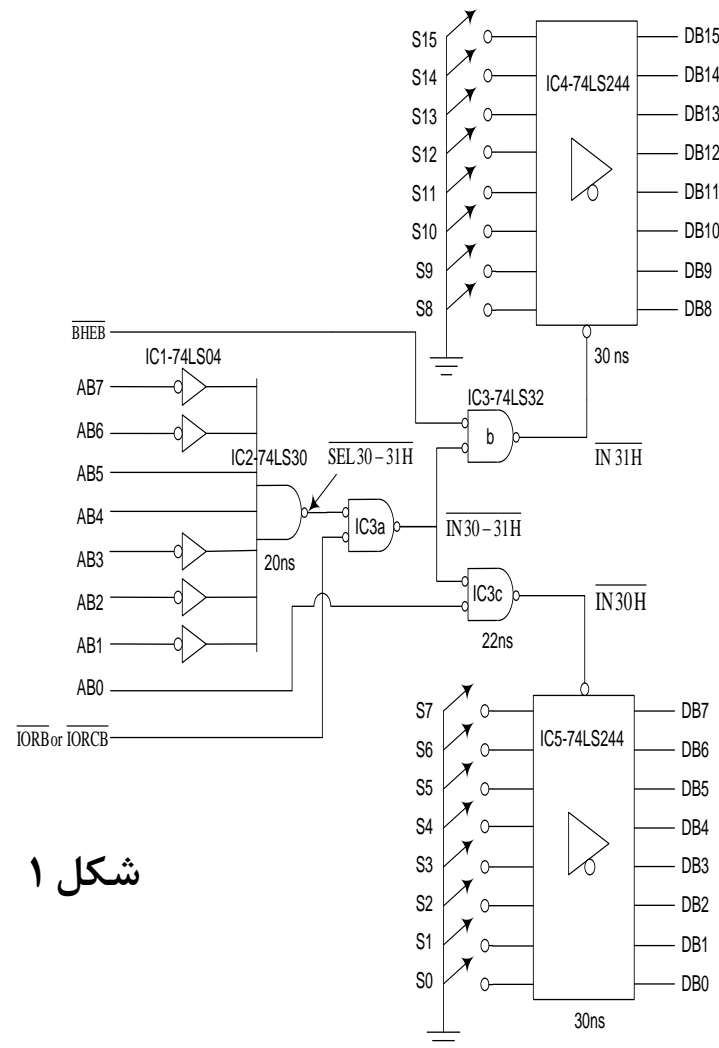 S15
DB15
S14
DB14
IC4-74LS244
S13
DB13
S12
DB12
S11
DB11
S10
DB10
S9
DB9
S8
DB8
BHEB
30 ns
IC1-74LS04
IC3-74LS32
AB7
b
AB6
IC2-74LS30
SEL30–31H
IN 31H
AB5
AB4
IC3a
IN30–31H
AB3
20ns
AB2
IC3c
IN30H
AB1
22ns
AB0
IORB or IORCB
S7
DB7
IC5-74LS244
S6
DB6
S5
DB5
S4
DB4
شکل ۱
S3
DB3
S2
DB2
S1
DB1
S0
DB0
30ns